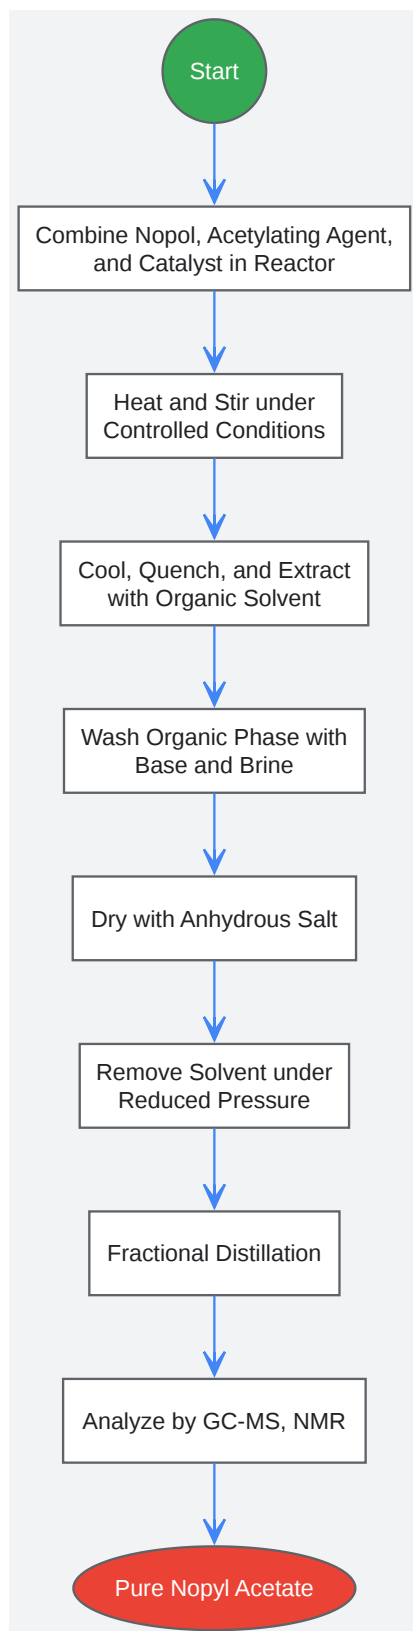 Start
Combine Nopol, Acetylating Agent,
and Catalyst in Reactor
Heat and Stir under
Controlled Conditions
Cool, Quench, and Extract
with Organic Solvent
Wash Organic Phase with
Base and Brine
Dry with Anhydrous Salt
Remove Solvent under
Reduced Pressure
Fractional Distillation
Analyze by GC-MS, NMR
Pure Nopyl Acetate